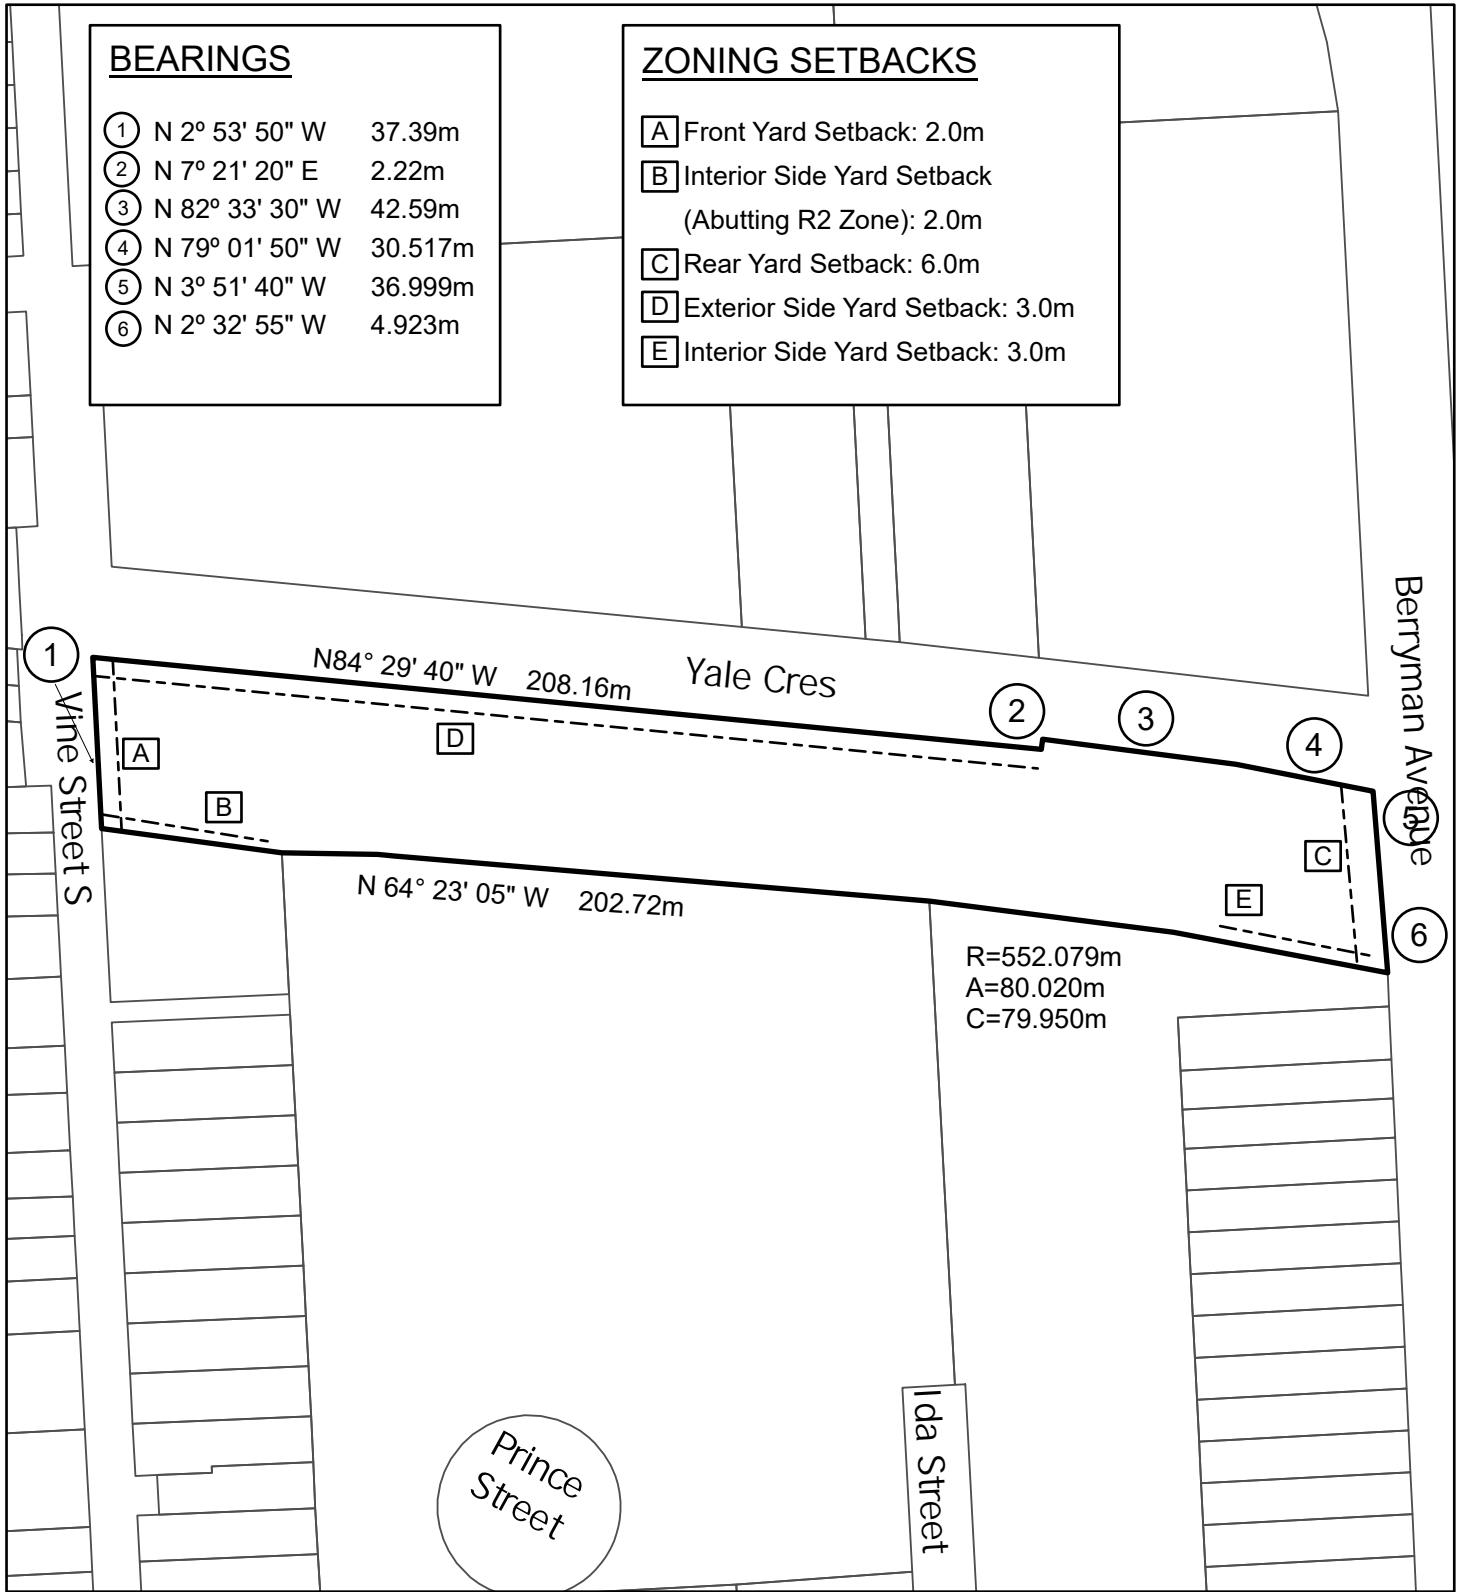 BEARINGS
1 N 2º 53' 50" W 37.39m
2 N 7º 21' 20" E 2.22m
3 N 82º 33' 30" W 42.59m
4 N 79º 01' 50" W 30.517m
5 N 3º 51' 40" W 36.999m
6 N 2º 32' 55" W 4.923m
ZONING SETBACKS
A Front Yard Setback: 2.0m
B Interior Side Yard Setback
(Abutting R2 Zone): 2.0m
C Rear Yard Setback: 6.0m
D Exterior Side Yard Setback: 3.0m
E Interior Side Yard Setback: 3.0m
1
N84° 29' 40" W 208.16m
Yale Cres
2
3
4
Berryman Avenue
5
6
Vine Street S
A
B
D
C
E
N 64° 23' 05" W 202.72m
R=552.079m
A=80.020m
C=79.950m
Prince
Street
Ida Street